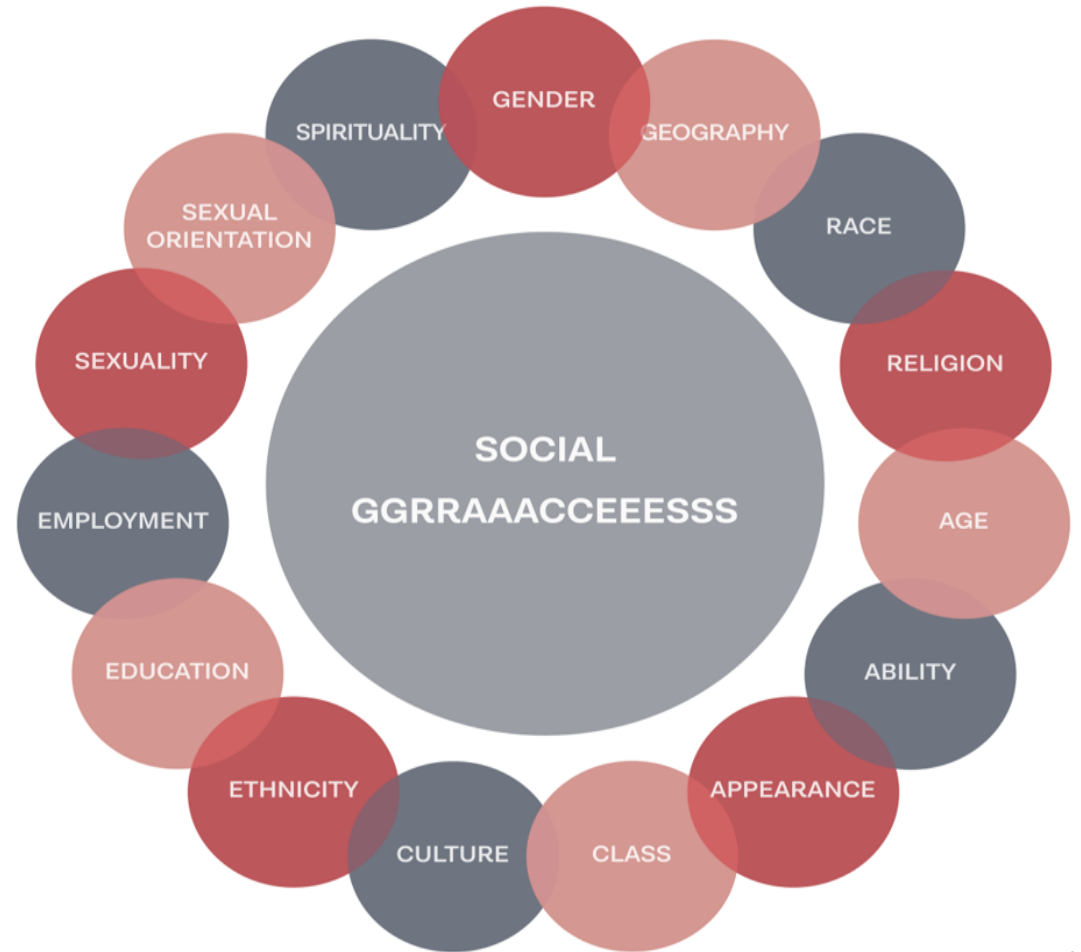 GENDER
GEOGRAPHY
RACE
RELIGION
AGE
ABILITY
APPEARANCE
CLASS
CULTURE
ETHNICITY
EDUCATION
EMPLOYMENT
SEXUALITY
SEXUAL
ORIENTATION
SPIRITUALITY
SOCIAL
GGRRAAACCEEESSS